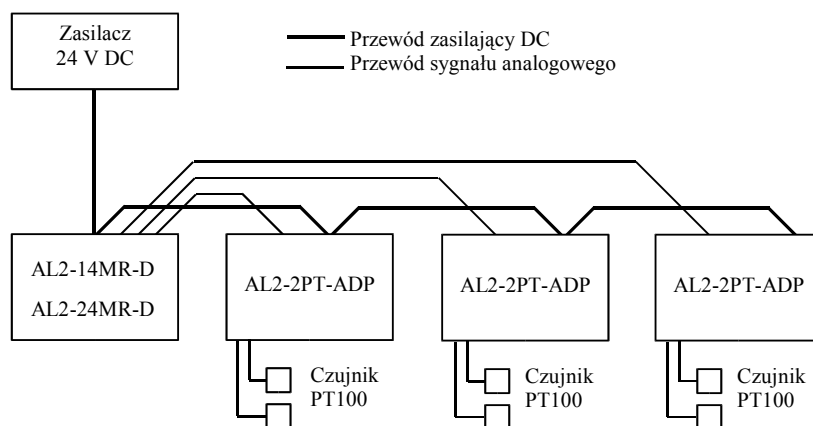 Zasilacz
24 V DC
Przewód zasilający DC
Przewód sygnału analogowego
AL2-14MR-D
AL2-24MR-D
AL2-2PT-ADP
AL2-2PT-ADP
AL2-2PT-ADP
Czujnik
PT100
Czujnik
PT100
Czujnik
PT100